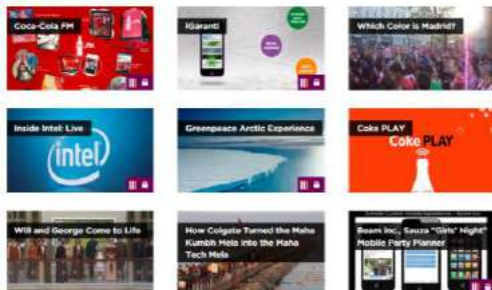 Coca-Cola FM
iGaranti
Which Color is Madrid?
Inside Intel: Live
(intel)
Greenpeace Arctic Experience
Coke PLAY
Coke PLAY
Will and George Come to Life
How Colgate Turned the Maha
Kumbh Mela into the Maha
Tech Mela
Beam Inc., Sauza "Girls' Night"
Mobile Party Planner